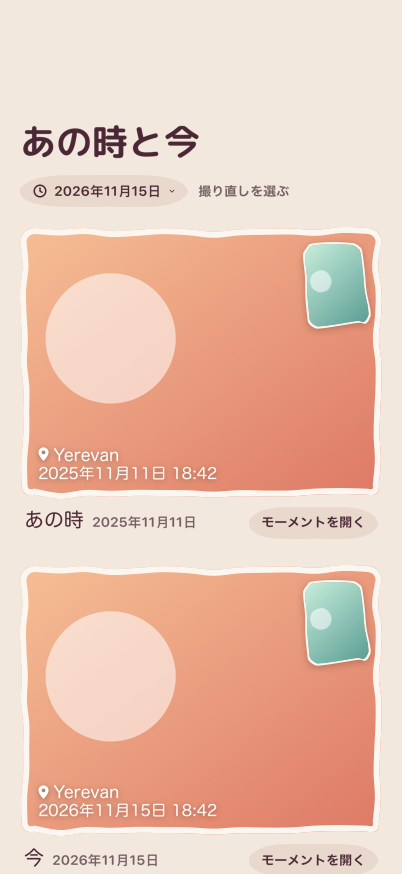 あの時と今
2026年11月15日
撮り直しを選ぶ
Yerevan
2025年11月11日 18:42
あの時 2025年11月11日
モーメントを開く
Yerevan
2026年11月15日 18:42
今 2026年11月15日
モーメントを開く